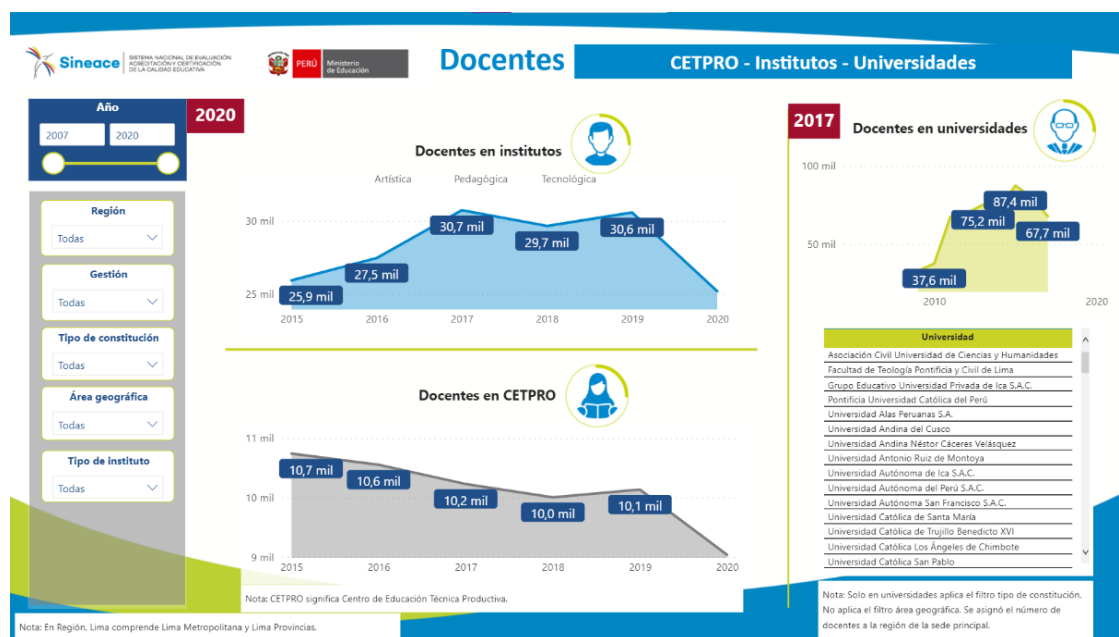 Sineace
SISTEMA NACIONAL DE EVALUACIÓN
ACREDITACIÓN Y CERTIFICACIÓN
DE LA CALIDAD EDUCATIVA
PERÚ
Ministerio
de Educación
Docentes
CETPRO - Institutos - Universidades
Año
2007
2020
2020
Región
Todas
Gestión
Todas
Tipo de constitución
Todas
Área geográfica
Todas
Tipo de instituto
Todas
Docentes en institutos
Artística
Pedagógica
Tecnológica
30 mil
25 mil
25,9 mil
27,5 mil
30,7 mil
29,7 mil
30,6 mil
2015
2016
2017
2018
2019
2020
Docentes en CETPRO
11 mil
10 mil
9 mil
10,7 mil
10,6 mil
10,2 mil
10,0 mil
10,1 mil
2015
2016
2017
2018
2019
2020
Nota: CETPRO significa Centro de Educación Técnica Productiva.
Nota: En Región, Lima comprende Lima Metropolitana y Lima Provincias.
2017
Docentes en universidades
100 mil
50 mil
37,6 mil
75,2 mil
87,4 mil
67,7 mil
2010
2020
Universidad
Asociación Civil Universidad de Ciencias y Humanidades
Facultad de Teología Pontificia y Civil de Lima
Grupo Educativo Universidad Privada de Ica S.A.C.
Pontificia Universidad Católica del Perú
Universidad Alas Peruanas S.A.
Universidad Andina del Cusco
Universidad Andina Néstor Cáceres Velásquez
Universidad Antonio Ruiz de Montoya
Universidad Autónoma de Ica S.A.C.
Universidad Autónoma del Perú S.A.C.
Universidad Autónoma San Francisco S.A.C.
Universidad Católica de Santa María
Universidad Católica de Trujillo Benedicto XVI
Universidad Católica Los Ángeles de Chimbote
Universidad Católica San Pablo
Nota: Solo en universidades aplica el filtro tipo de constitución.
No aplica el filtro área geográfica. Se asignó el número de
docentes a la región de la sede principal.